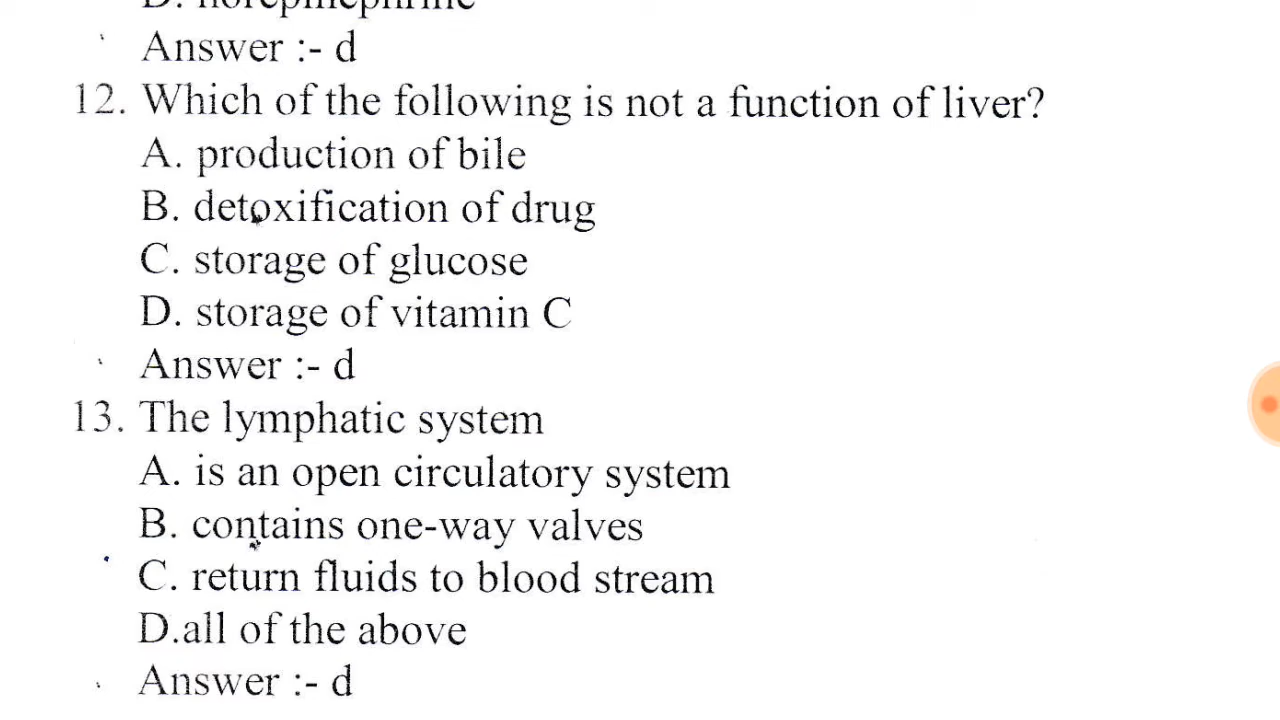 D. norepinephrine
Answer :- d
12. Which of the following is not a function of liver?
A. production of bile
B. detoxification of drug
C. storage of glucose
D. storage of vitamin C
Answer :- d
13. The lymphatic system
A. is an open circulatory system
B. contains one-way valves
C. return fluids to blood stream
D.all of the above
Answer :- d